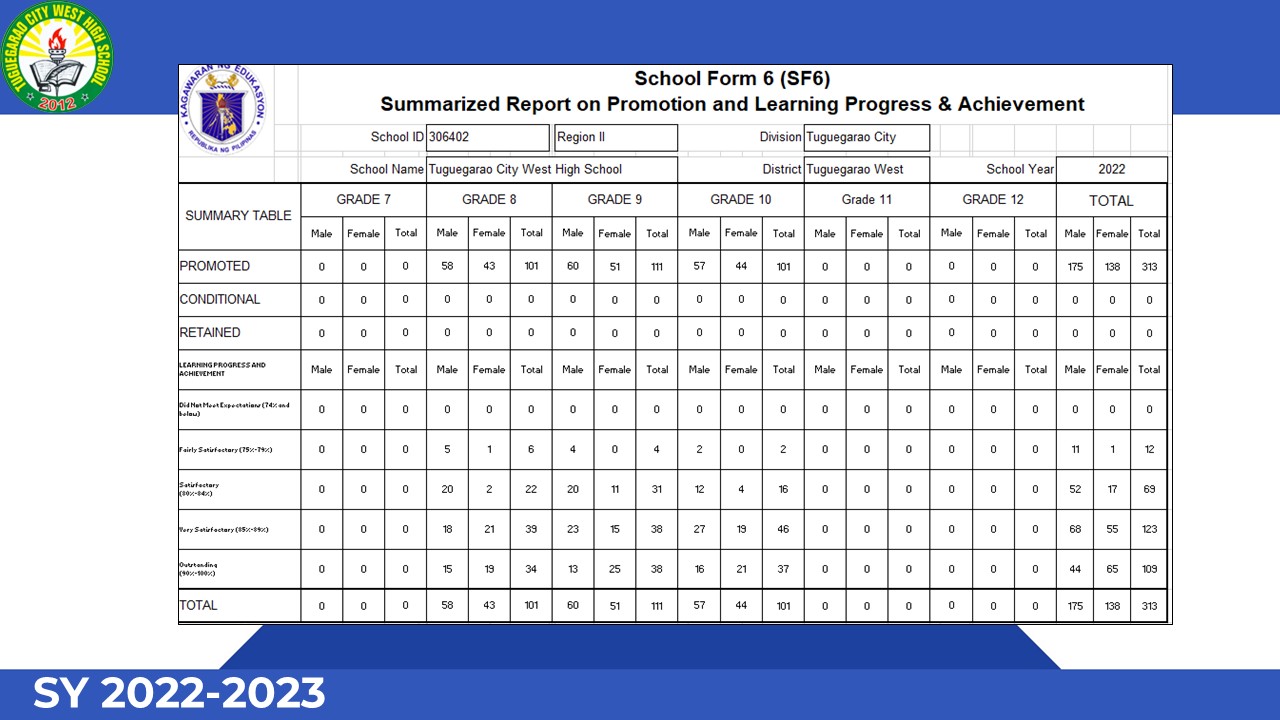 TUGUEGARAO CITY WEST HIGH SCHOOL
2012
KAGAWARAN NG EDUKASYON
REPUBLIKA NG PILIPINAS
School Form 6 (SF6)
Summarized Report on Promotion and Learning Progress & Achievement
School ID 306402 Region II Division Tuguegarao City
School Name Tuguegarao City West High School District Tuguegarao West School Year 2022
SUMMARY TABLE GRADE 7 GRADE 8 GRADE 9 GRADE 10 Grade 11 GRADE 12 TOTAL
Male Female Total Male Female Total Male Female Total Male Female Total Male Female Total Male Female Total Male Female Total
PROMOTED 0 0 0 58 43 101 60 51 111 57 44 101 0 0 0 0 0 0 175 138 313
CONDITIONAL 0 0 0 0 0 0 0 0 0 0 0 0 0 0 0 0 0 0 0 0 0
RETAINED 0 0 0 0 0 0 0 0 0 0 0 0 0 0 0 0 0 0 0 0 0
LEARNING PROGRESS AND
ACHIEVEMENT Male Female Total Male Female Total Male Female Total Male Female Total Male Female Total Male Female Total Male Female Total
Did Not Meet Expectations (74% and
below) 0 0 0 0 0 0 0 0 0 0 0 0 0 0 0 0 0 0 0 0 0
Fairly Satisfactory (75%-79%) 0 0 0 5 1 6 4 0 4 2 0 2 0 0 0 0 0 0 11 1 12
Satisfactory
(80%-84%) 0 0 0 20 2 22 20 11 31 12 4 16 0 0 0 0 0 0 52 17 69
Very Satisfactory (85%-89%) 0 0 0 18 21 39 23 15 38 27 19 46 0 0 0 0 0 0 68 55 123
Outstanding
(90%-100%) 0 0 0 15 19 34 13 25 38 16 21 37 0 0 0 0 0 0 44 65 109
TOTAL 0 0 0 58 43 101 60 51 111 57 44 101 0 0 0 0 0 0 175 138 313
SY 2022-2023